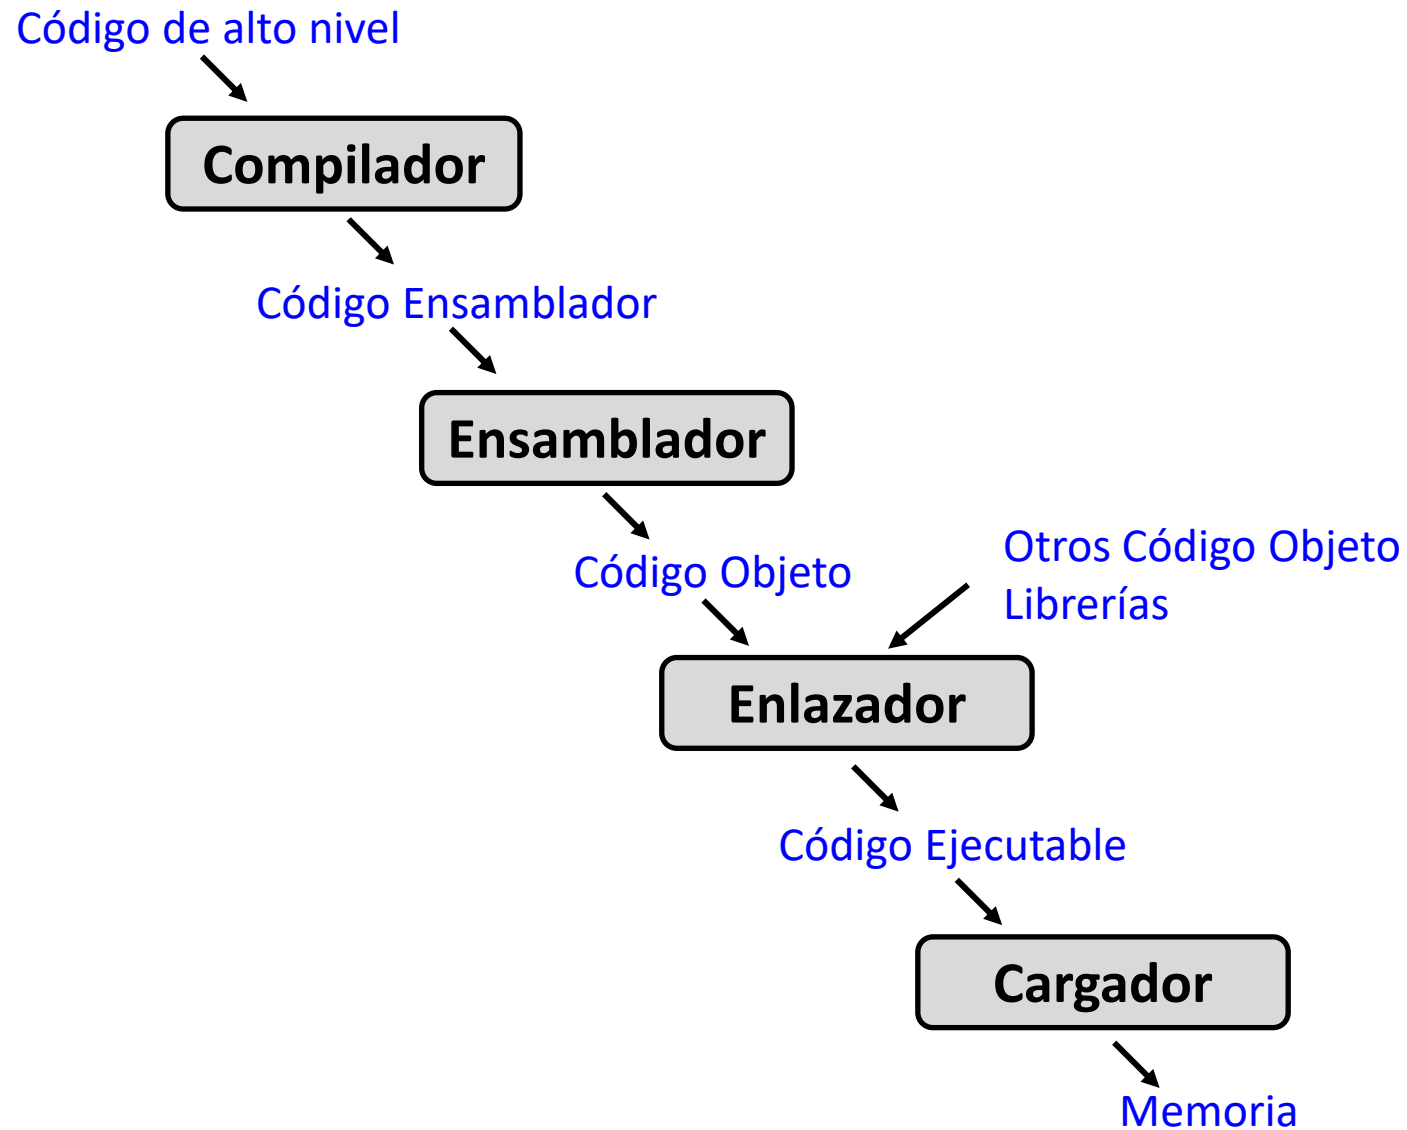 Código de alto nivel
Compilador
Código Ensamblador
Ensamblador
Código Objeto
Otros Código Objeto
Librerías
Enlazador
Código Ejecutable
Cargador
Memoria